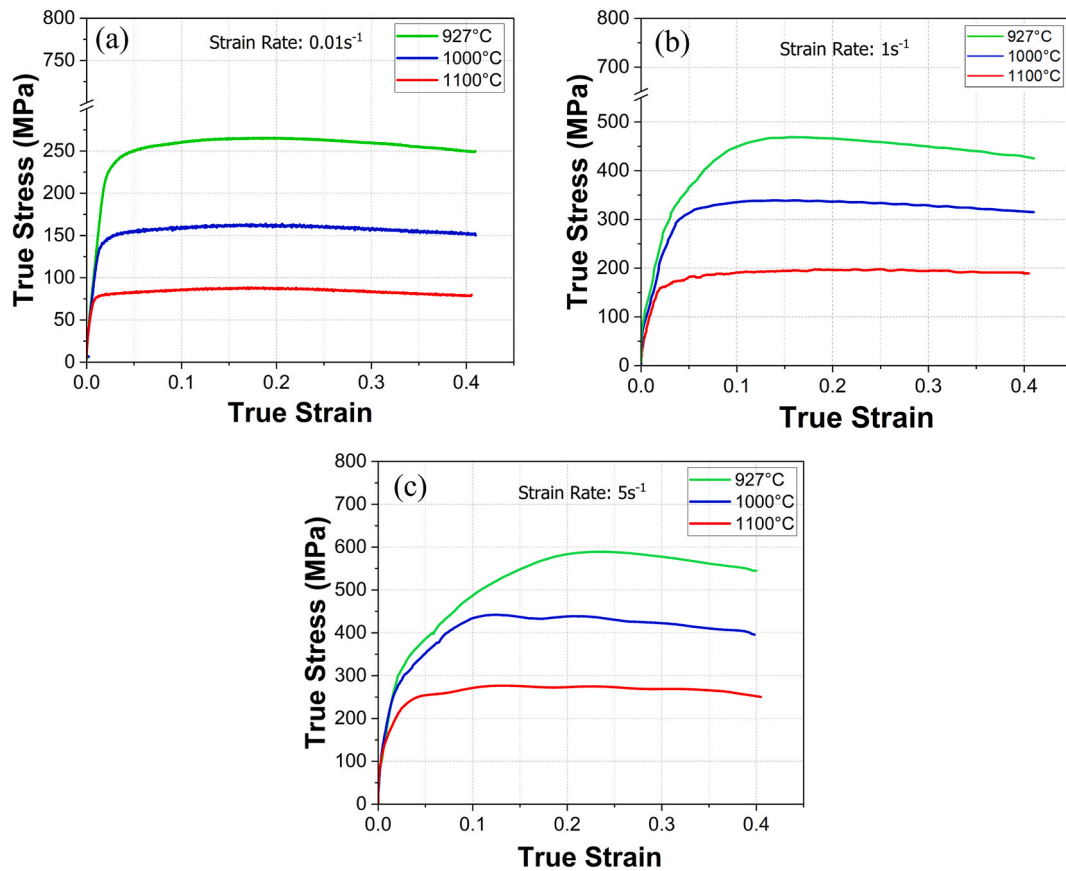 (a)
Strain Rate: 0.01s⁻¹
927°C
1000°C
1100°C
800
750
250
200
150
100
50
0
0.0 0.1 0.2 0.3 0.4
True Stress (MPa)
True Strain
(b)
Strain Rate: 1s⁻¹
927°C
1000°C
1100°C
800
700
500
400
300
200
100
0
0.0 0.1 0.2 0.3 0.4
True Stress (MPa)
True Strain
(c)
Strain Rate: 5s⁻¹
927°C
1000°C
1100°C
800
700
600
500
400
300
200
100
0
0.0 0.1 0.2 0.3 0.4
True Stress (MPa)
True Strain